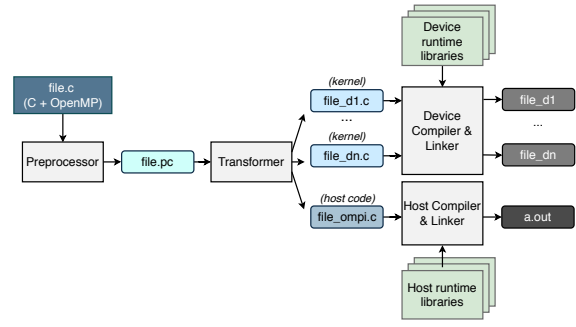 Device
runtime
libraries
file.c
(C + OpenMP)
(kernel)
file_d1.c
...
(kernel)
file_dn.c
Device
Compiler &
Linker
file_d1
...
file_dn
Preprocessor
file.pc
Transformer
(host code)
file_ompi.c
Host Compiler
& Linker
a.out
Host runtime
libraries